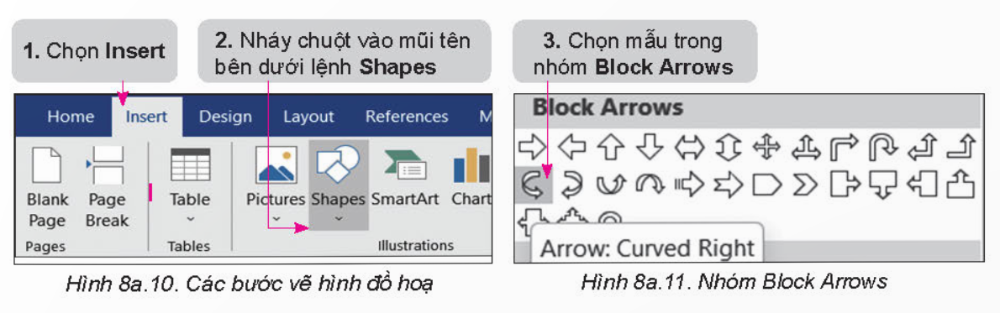 1. Chọn Insert
2. Nháy chuột vào mũi tên
bên dưới lệnh Shapes
3. Chọn mẫu trong
nhóm Block Arrows
Home Insert Design Layout References M
Blank Page
Page Break
Table
Pictures Shapes SmartArt Chart
Pages Tables Illustrations
Block Arrows
Arrow: Curved Right
Hình 8a.10. Các bước vẽ hình đồ hoạ
Hình 8a.11. Nhóm Block Arrows